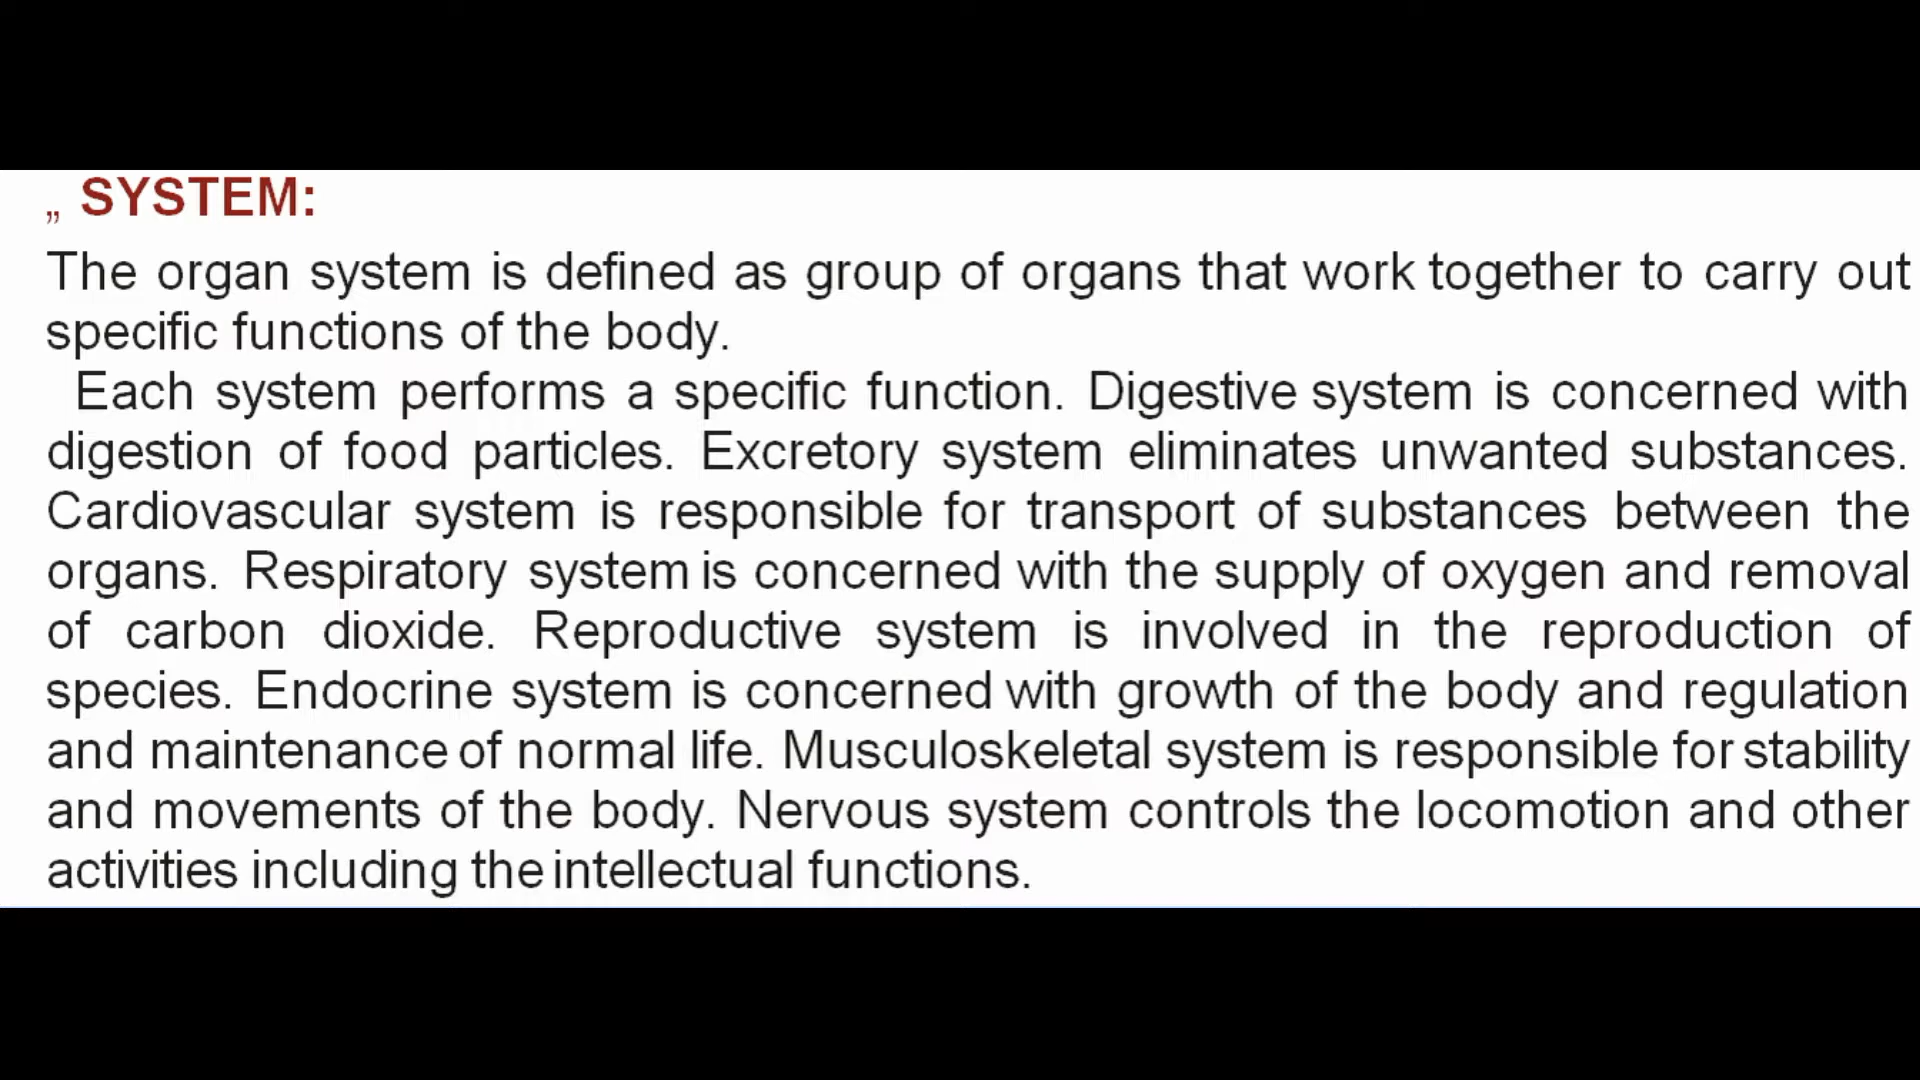 „ SYSTEM:
The organ system is defined as group of organs that work together to carry out
specific functions of the body.
Each system performs a specific function. Digestive system is concerned with
digestion of food particles. Excretory system eliminates unwanted substances.
Cardiovascular system is responsible for transport of substances between the
organs. Respiratory system is concerned with the supply of oxygen and removal
of carbon dioxide. Reproductive system is involved in the reproduction of
species. Endocrine system is concerned with growth of the body and regulation
and maintenance of normal life. Musculoskeletal system is responsible for stability
and movements of the body. Nervous system controls the locomotion and other
activities including the intellectual functions.